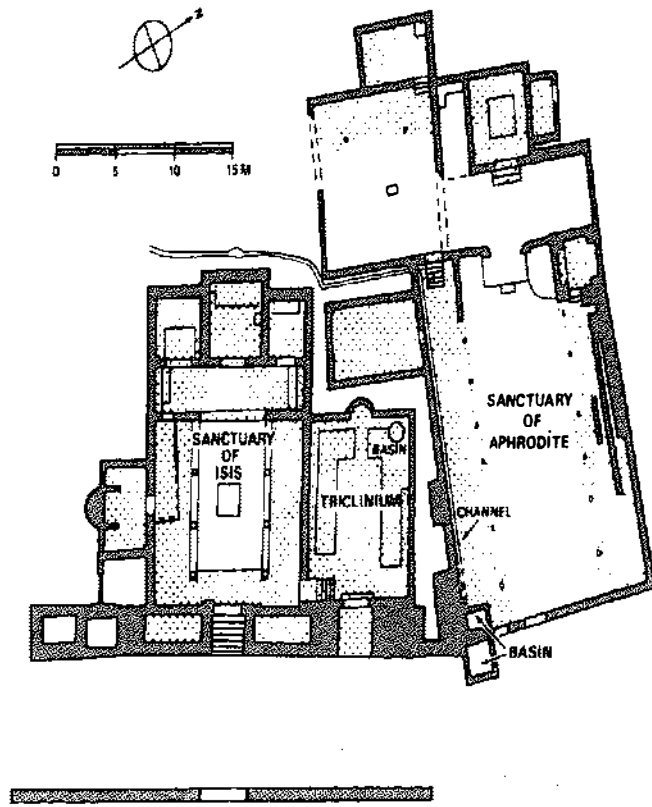 N
0 5 10 15 M
SANCTUARY
OF
ISIS
BASIN
TRICLINIUM
SANCTUARY
OF
APHRODITE
CHANNEL
BASIN